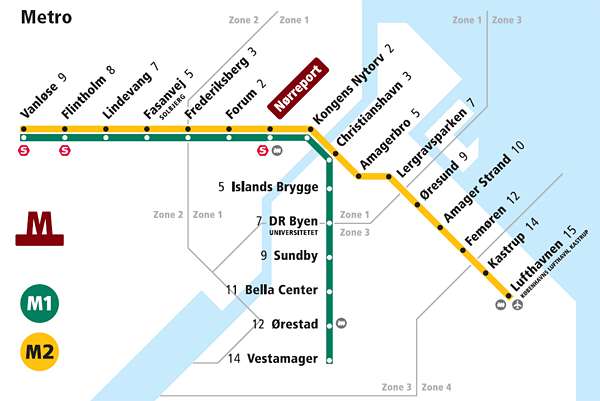 Metro
Zone 2
Zone 1
Zone 1
Zone 2
Vanløse 9
Flintholm 8
Lindevang 7
Fasanvej 5
SOLBJERG
Frederiksberg 3
Forum 2
Nørreport
Kongens Nytorv 2
Christianshavn 3
Amagerbro 5
Lergravsparken 7
Øresund 9
Amager Strand 10
Femøren 12
Kastrup 14
Lufthavnen 15
KØBENHAVNS LUFTHAVN, KASTRUP
S
S
S
5 Islands Brygge
Zone 2
Zone 1
Zone 1
Zone 3
7 DR Byen
UNIVERSITETET
9 Sundby
11 Bella Center
12 Ørestad
14 Vestamager
M
M1
M2
Zone 3
Zone 4